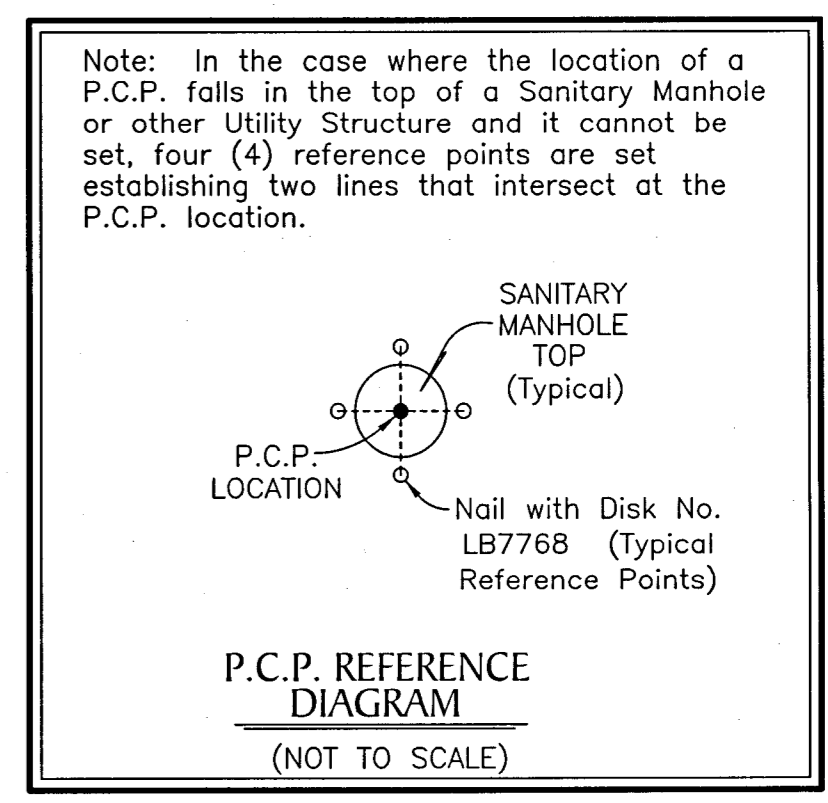 Note: In the case where the location of a
P.C.P. falls in the top of a Sanitary Manhole
or other Utility Structure and it cannot be
set, four (4) reference points are set
establishing two lines that intersect at the
P.C.P. location.
SANITARY
MANHOLE
TOP
(Typical)
P.C.P.
LOCATION
Nail with Disk No.
LB7768 (Typical
Reference Points)
P.C.P. REFERENCE
DIAGRAM
(NOT TO SCALE)